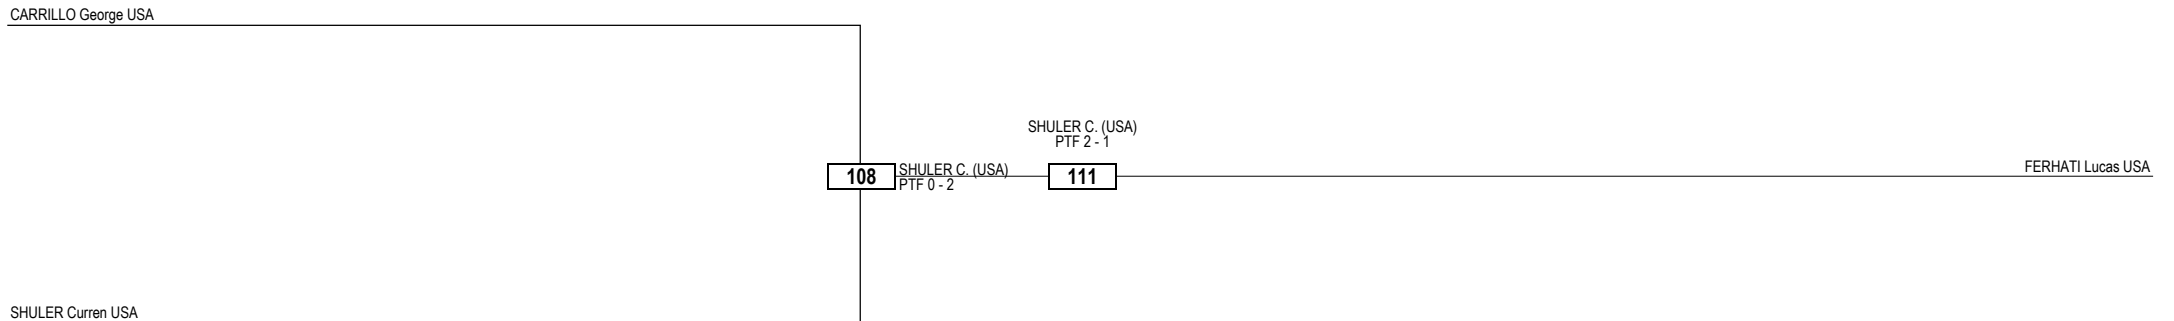 CARRILLO George USA
SHULER C. (USA)
PTF 2 - 1
108
SHULER C. (USA)
PTF 0 - 2
111
FERHATI Lucas USA
SHULER Curren USA